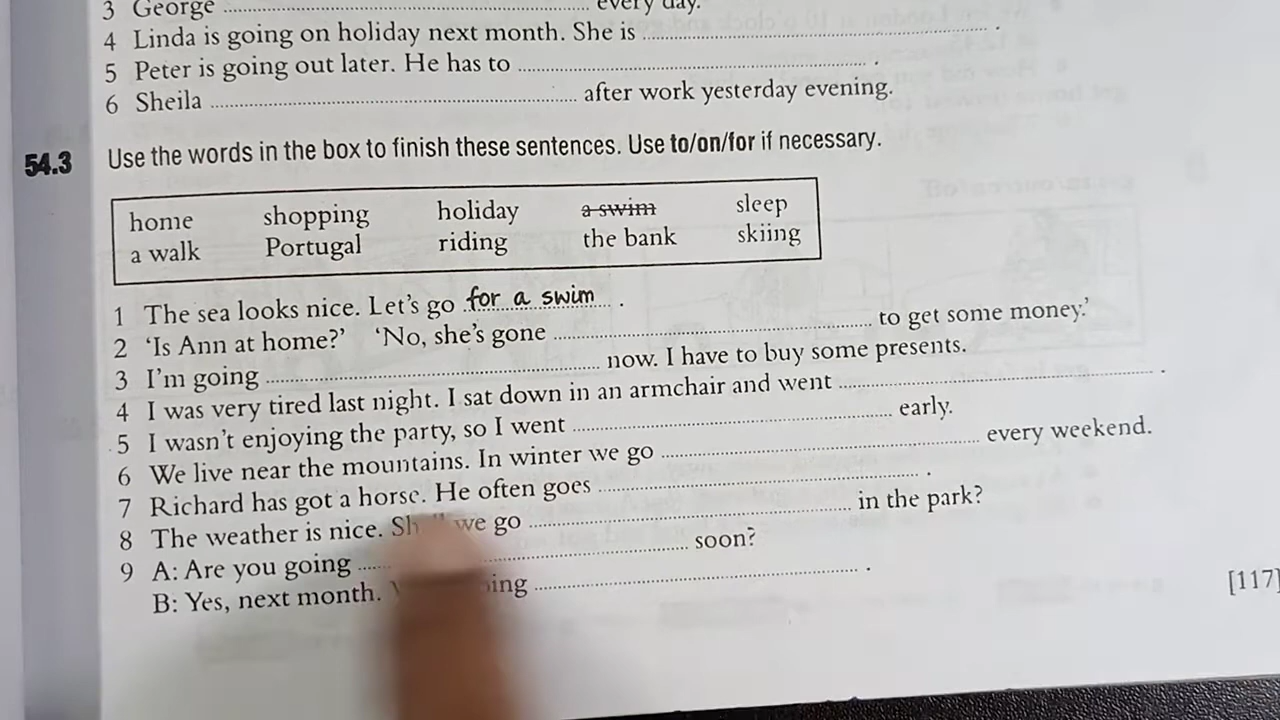 3 George ........ every day.
4 Linda is going on holiday next month. She is ........ .
5 Peter is going out later. He has to ........ .
6 Sheila ........ after work yesterday evening.
54.3 Use the words in the box to finish these sentences. Use to/on/for if necessary.
home shopping holiday a swim sleep
a walk Portugal riding the bank skiing
1 The sea looks nice. Let's go for a swim .
2 'Is Ann at home?' 'No, she's gone ........ to get some money.'
3 I'm going ........ now. I have to buy some presents.
4 I was very tired last night. I sat down in an armchair and went ........ .
5 I wasn't enjoying the party, so I went ........ early.
6 We live near the mountains. In winter we go ........ every weekend.
7 Richard has got a horse. He often goes ........ .
8 The weather is nice. we go ........ in the park?
9 A: Are you going ........ soon?
B: Yes, next month. ........ .
[117]